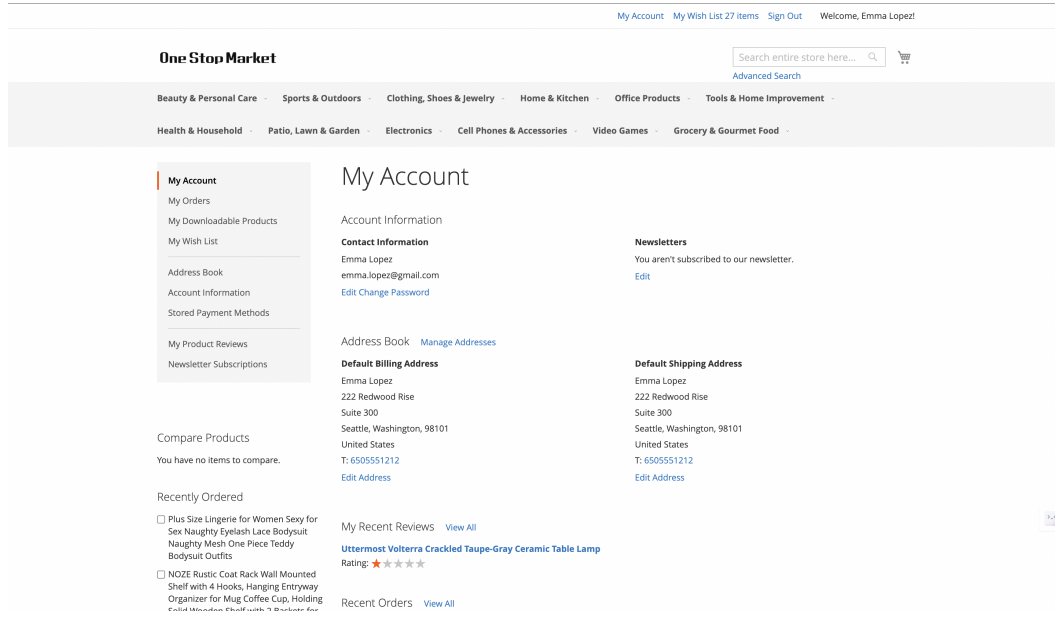 My Account My Wish List 27 items Sign Out Welcome, Emma Lopez!
One Stop Market
Search entire store here...
Advanced Search
Beauty & Personal Care Sports & Outdoors Clothing, Shoes & Jewelry Home & Kitchen Office Products Tools & Home Improvement
Health & Household Patio, Lawn & Garden Electronics Cell Phones & Accessories Video Games Grocery & Gourmet Food
My Account
My Orders
My Downloadable Products
My Wish List
Address Book
Account Information
Stored Payment Methods
My Product Reviews
Newsletter Subscriptions
Compare Products
You have no items to compare.
Recently Ordered
Plus Size Lingerie for Women Sexy for
Sex Naughty Eyelash Lace Bodysuit
Naughty Mesh One Piece Teddy
Bodysuit Outfits
NOZE Rustic Coat Rack Wall Mounted
Shelf with 4 Hooks, Hanging Entryway
Organizer for Mug Coffee Cup, Holding
Solid Wooden Shelf with 2 Baskets for
My Account
Account Information
Contact Information
Emma Lopez
emma.lopez@gmail.com
Edit Change Password
Newsletters
You aren't subscribed to our newsletter.
Edit
Address Book Manage Addresses
Default Billing Address
Emma Lopez
222 Redwood Rise
Suite 300
Seattle, Washington, 98101
United States
T: 6505551212
Edit Address
Default Shipping Address
Emma Lopez
222 Redwood Rise
Suite 300
Seattle, Washington, 98101
United States
T: 6505551212
Edit Address
My Recent Reviews View All
Uttermost Volterra Crackled Taupe-Gray Ceramic Table Lamp
Rating:
Recent Orders View All